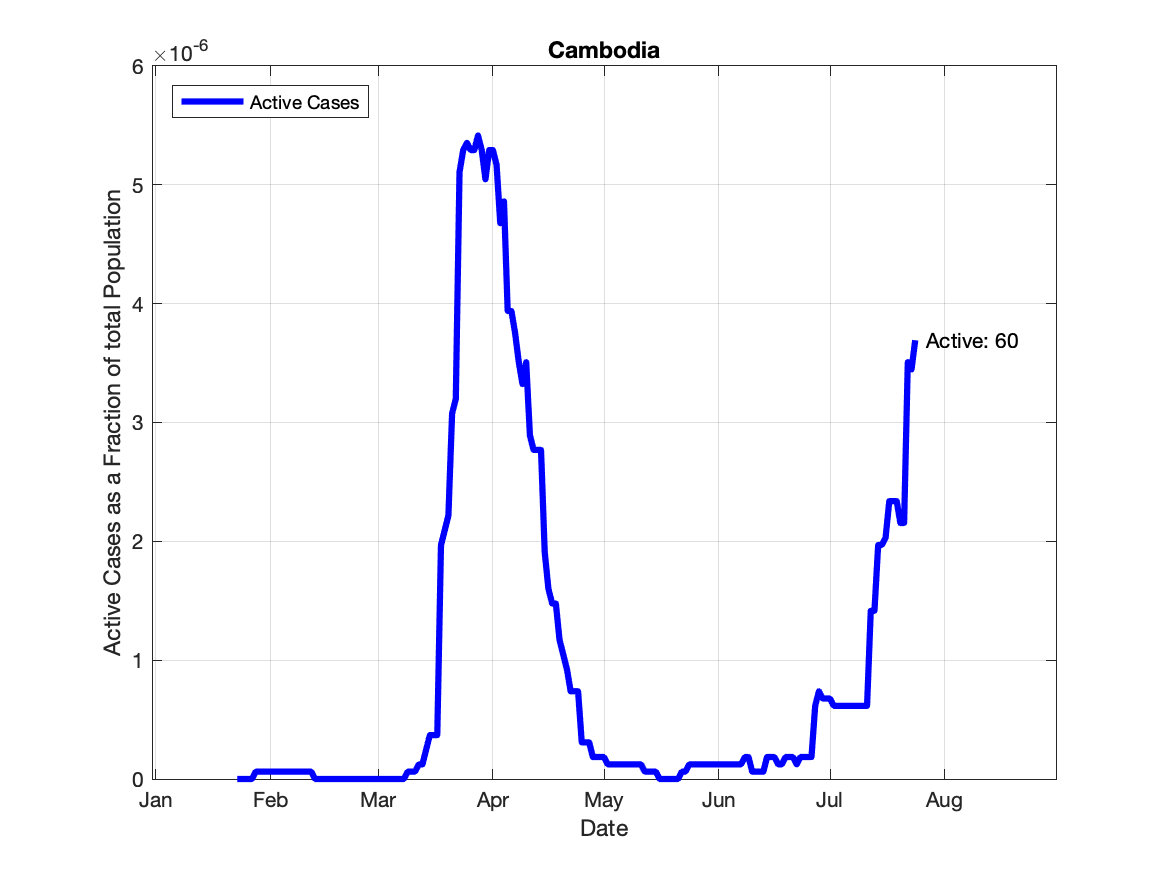 Cambodia
×10-6
Active Cases
6
5
4
3
2
1
0
Active Cases as a Fraction of total Population
Active: 60
Jan Feb Mar Apr May Jun Jul Aug
Date